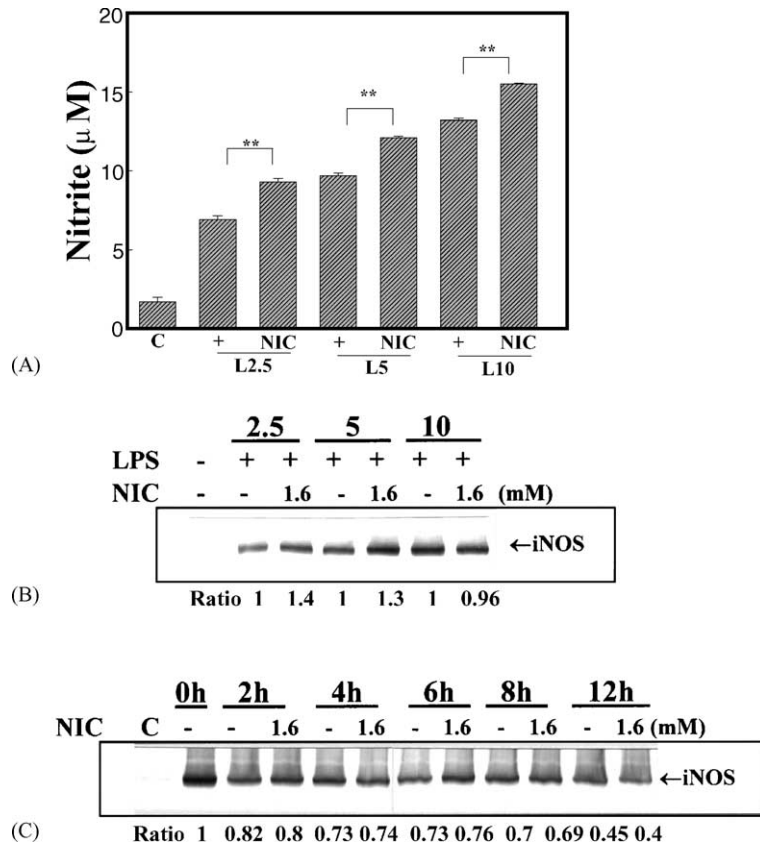 20
15
10
5
0
Nitrite (μM)
**
**
**
C + NIC + NIC + NIC
L2.5 L5 L10
(A)
2.5 5 10
LPS - + + + + + +
NIC - - 1.6 - 1.6 - 1.6 (mM)
←iNOS
(B)
Ratio 1 1.4 1 1.3 1 0.96
0h 2h 4h 6h 8h 12h
NIC C - - 1.6 - 1.6 - 1.6 - 1.6 - 1.6 (mM)
←iNOS
(C)
Ratio 1 0.82 0.8 0.73 0.74 0.73 0.76 0.7 0.69 0.45 0.4